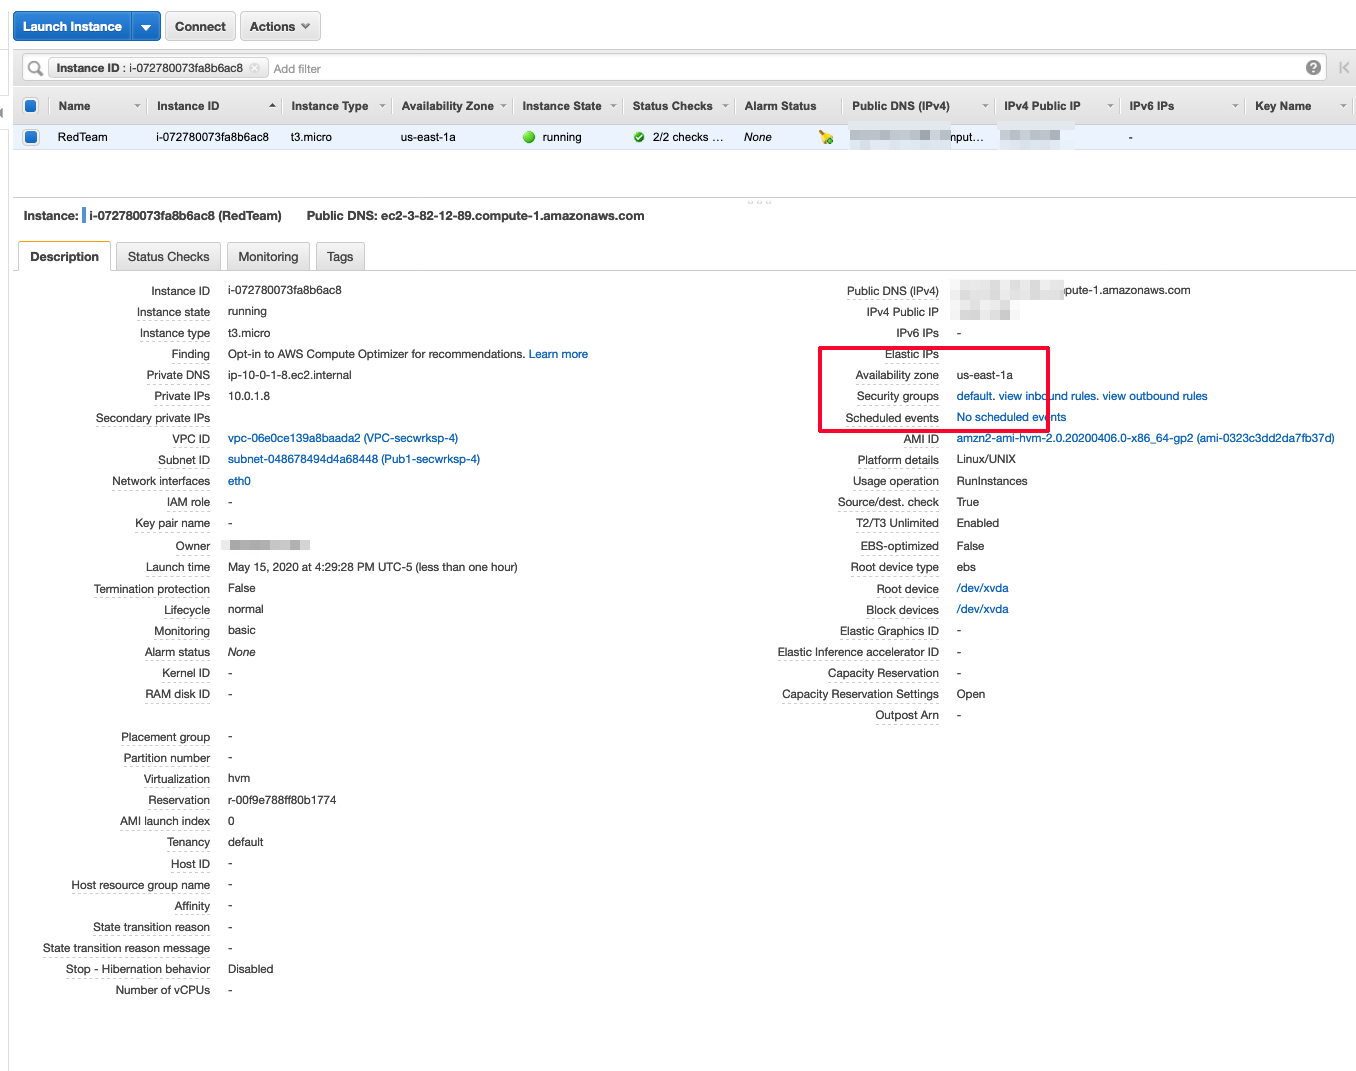 Launch Instance Connect Actions
Instance ID : i-072780073fa8b6ac8 Add filter
Name Instance ID Instance Type Availability Zone Instance State Status Checks Alarm Status Public DNS (IPv4) IPv4 Public IP IPv6 IPs Key Name
RedTeam i-072780073fa8b6ac8 t3.micro us-east-1a running 2/2 checks ... None nput... -
Instance: i-072780073fa8b6ac8 (RedTeam) Public DNS: ec2-3-82-12-89.compute-1.amazonaws.com
Description Status Checks Monitoring Tags
Instance ID i-072780073fa8b6ac8
Instance state running
Instance type t3.micro
Finding Opt-in to AWS Compute Optimizer for recommendations. Learn more
Private DNS ip-10-0-1-8.ec2.internal
Private IPs 10.0.1.8
Secondary private IPs
VPC ID vpc-06e0ce139a8baada2 (VPC-secwrksp-4)
Subnet ID subnet-048678494d4a68448 (Pub1-secwrksp-4)
Network interfaces eth0
IAM role -
Key pair name -
Owner
Launch time May 15, 2020 at 4:29:28 PM UTC-5 (less than one hour)
Termination protection False
Lifecycle normal
Monitoring basic
Alarm status None
Kernel ID -
RAM disk ID -
Placement group -
Partition number -
Virtualization hvm
Reservation r-00f9e788ff80b1774
AMI launch index 0
Tenancy default
Host ID -
Host resource group name -
Affinity -
State transition reason -
State transition reason message -
Stop - Hibernation behavior Disabled
Number of vCPUs -
Public DNS (IPv4) pute-1.amazonaws.com
IPv4 Public IP
IPv6 IPs -
Elastic IPs
Availability zone us-east-1a
Security groups default. view inbound rules. view outbound rules
Scheduled events No scheduled events
AMI ID amzn2-ami-hvm-2.0.20200406.0-x86_64-gp2 (ami-0323c3dd2da7fb37d)
Platform details Linux/UNIX
Usage operation RunInstances
Source/dest. check True
T2/T3 Unlimited Enabled
EBS-optimized False
Root device type ebs
Root device /dev/xvda
Block devices /dev/xvda
Elastic Graphics ID -
Elastic Inference accelerator ID -
Capacity Reservation -
Capacity Reservation Settings Open
Outpost Arn -